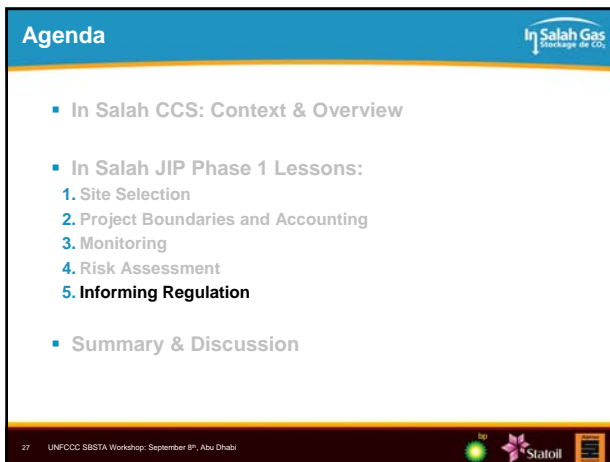 Agenda
In Salah Gas
Stockage de CO₂
▪ In Salah CCS: Context & Overview
▪ In Salah JIP Phase 1 Lessons:
1. Site Selection
2. Project Boundaries and Accounting
3. Monitoring
4. Risk Assessment
5. Informing Regulation
▪ Summary & Discussion
27 UNFCCC SBSTA Workshop: September 8th, Abu Dhabi
bp
Statoil